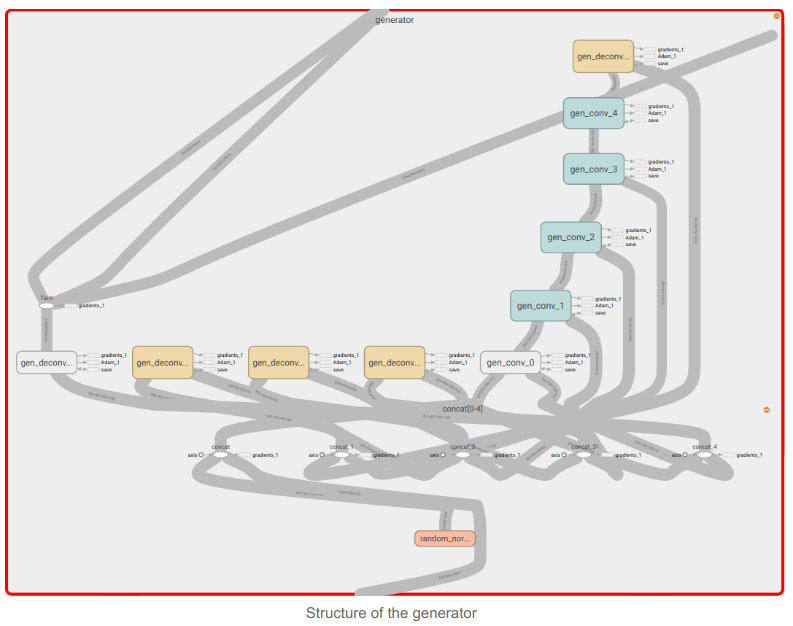 generator
gen_deconv...
gradients_1
Adam_1
save
gen_conv_4
gradients_1
Adam_1
save
gen_conv_3
gradients_1
Adam_1
save
gen_conv_2
gradients_1
Adam_1
save
gen_conv_1
gradients_1
Adam_1
save
Tanh
gradients_1
gen_deconv...
gradients_1
Adam_1
save
gen_deconv...
gradients_1
Adam_1
save
gen_deconv...
gradients_1
Adam_1
save
gen_deconv...
gradients_1
Adam_1
save
gen_conv_0
gradients_1
Adam_1
save
concat[0-4]
concat
axis
gradients_1
concat_1
axis
gradients_1
concat_2
axis
gradients_1
concat_3
axis
gradients_1
concat_4
axis
gradients_1
random_nor...
Structure of the generator